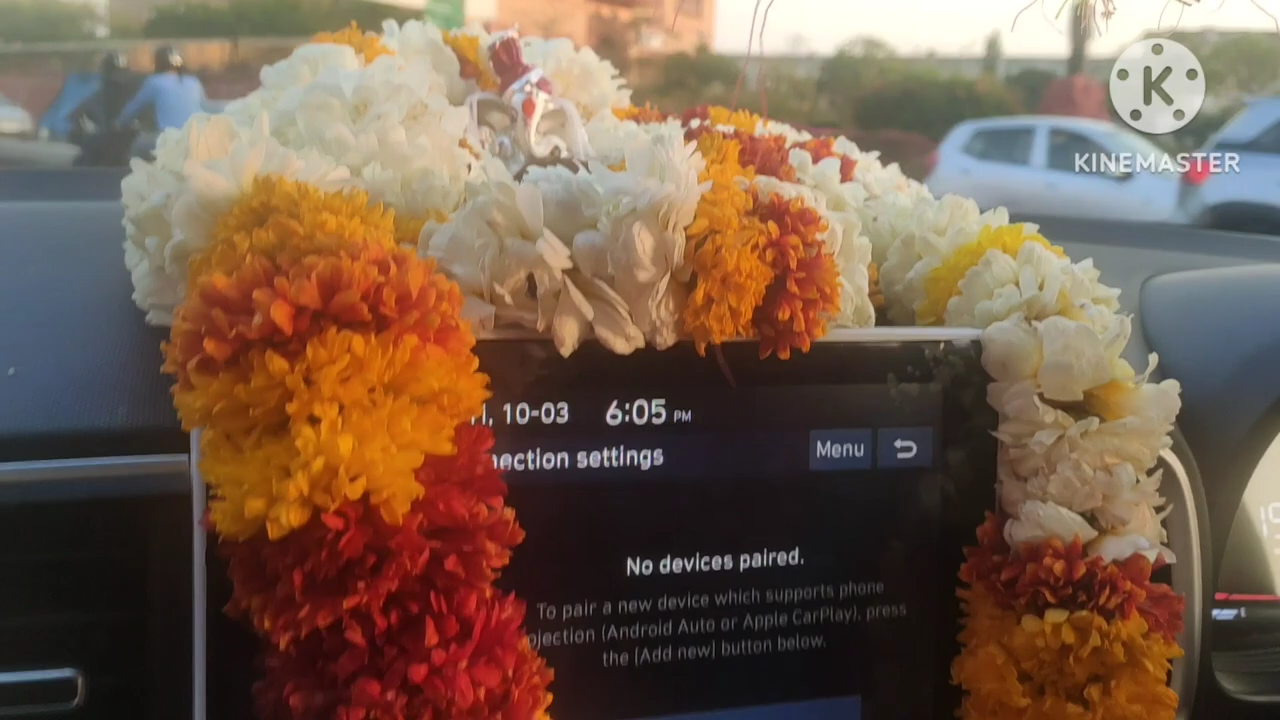 K
KINEMASTER
10-03 6:05 PM
nection settings
Menu
No devices paired.
To pair a new device which supports phone
ojection (Android Auto or Apple CarPlay), press
the [Add new] button below.